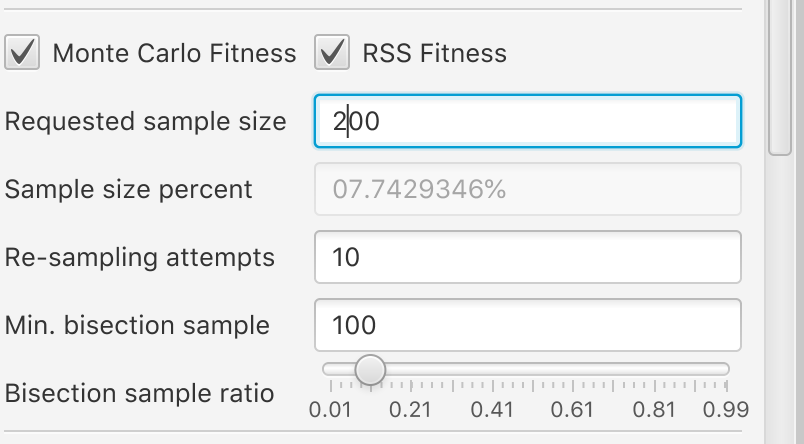 Monte Carlo Fitness RSS Fitness
Requested sample size 200
Sample size percent 07.7429346%
Re-sampling attempts 10
Min. bisection sample 100
Bisection sample ratio
0.01 0.21 0.41 0.61 0.81 0.99